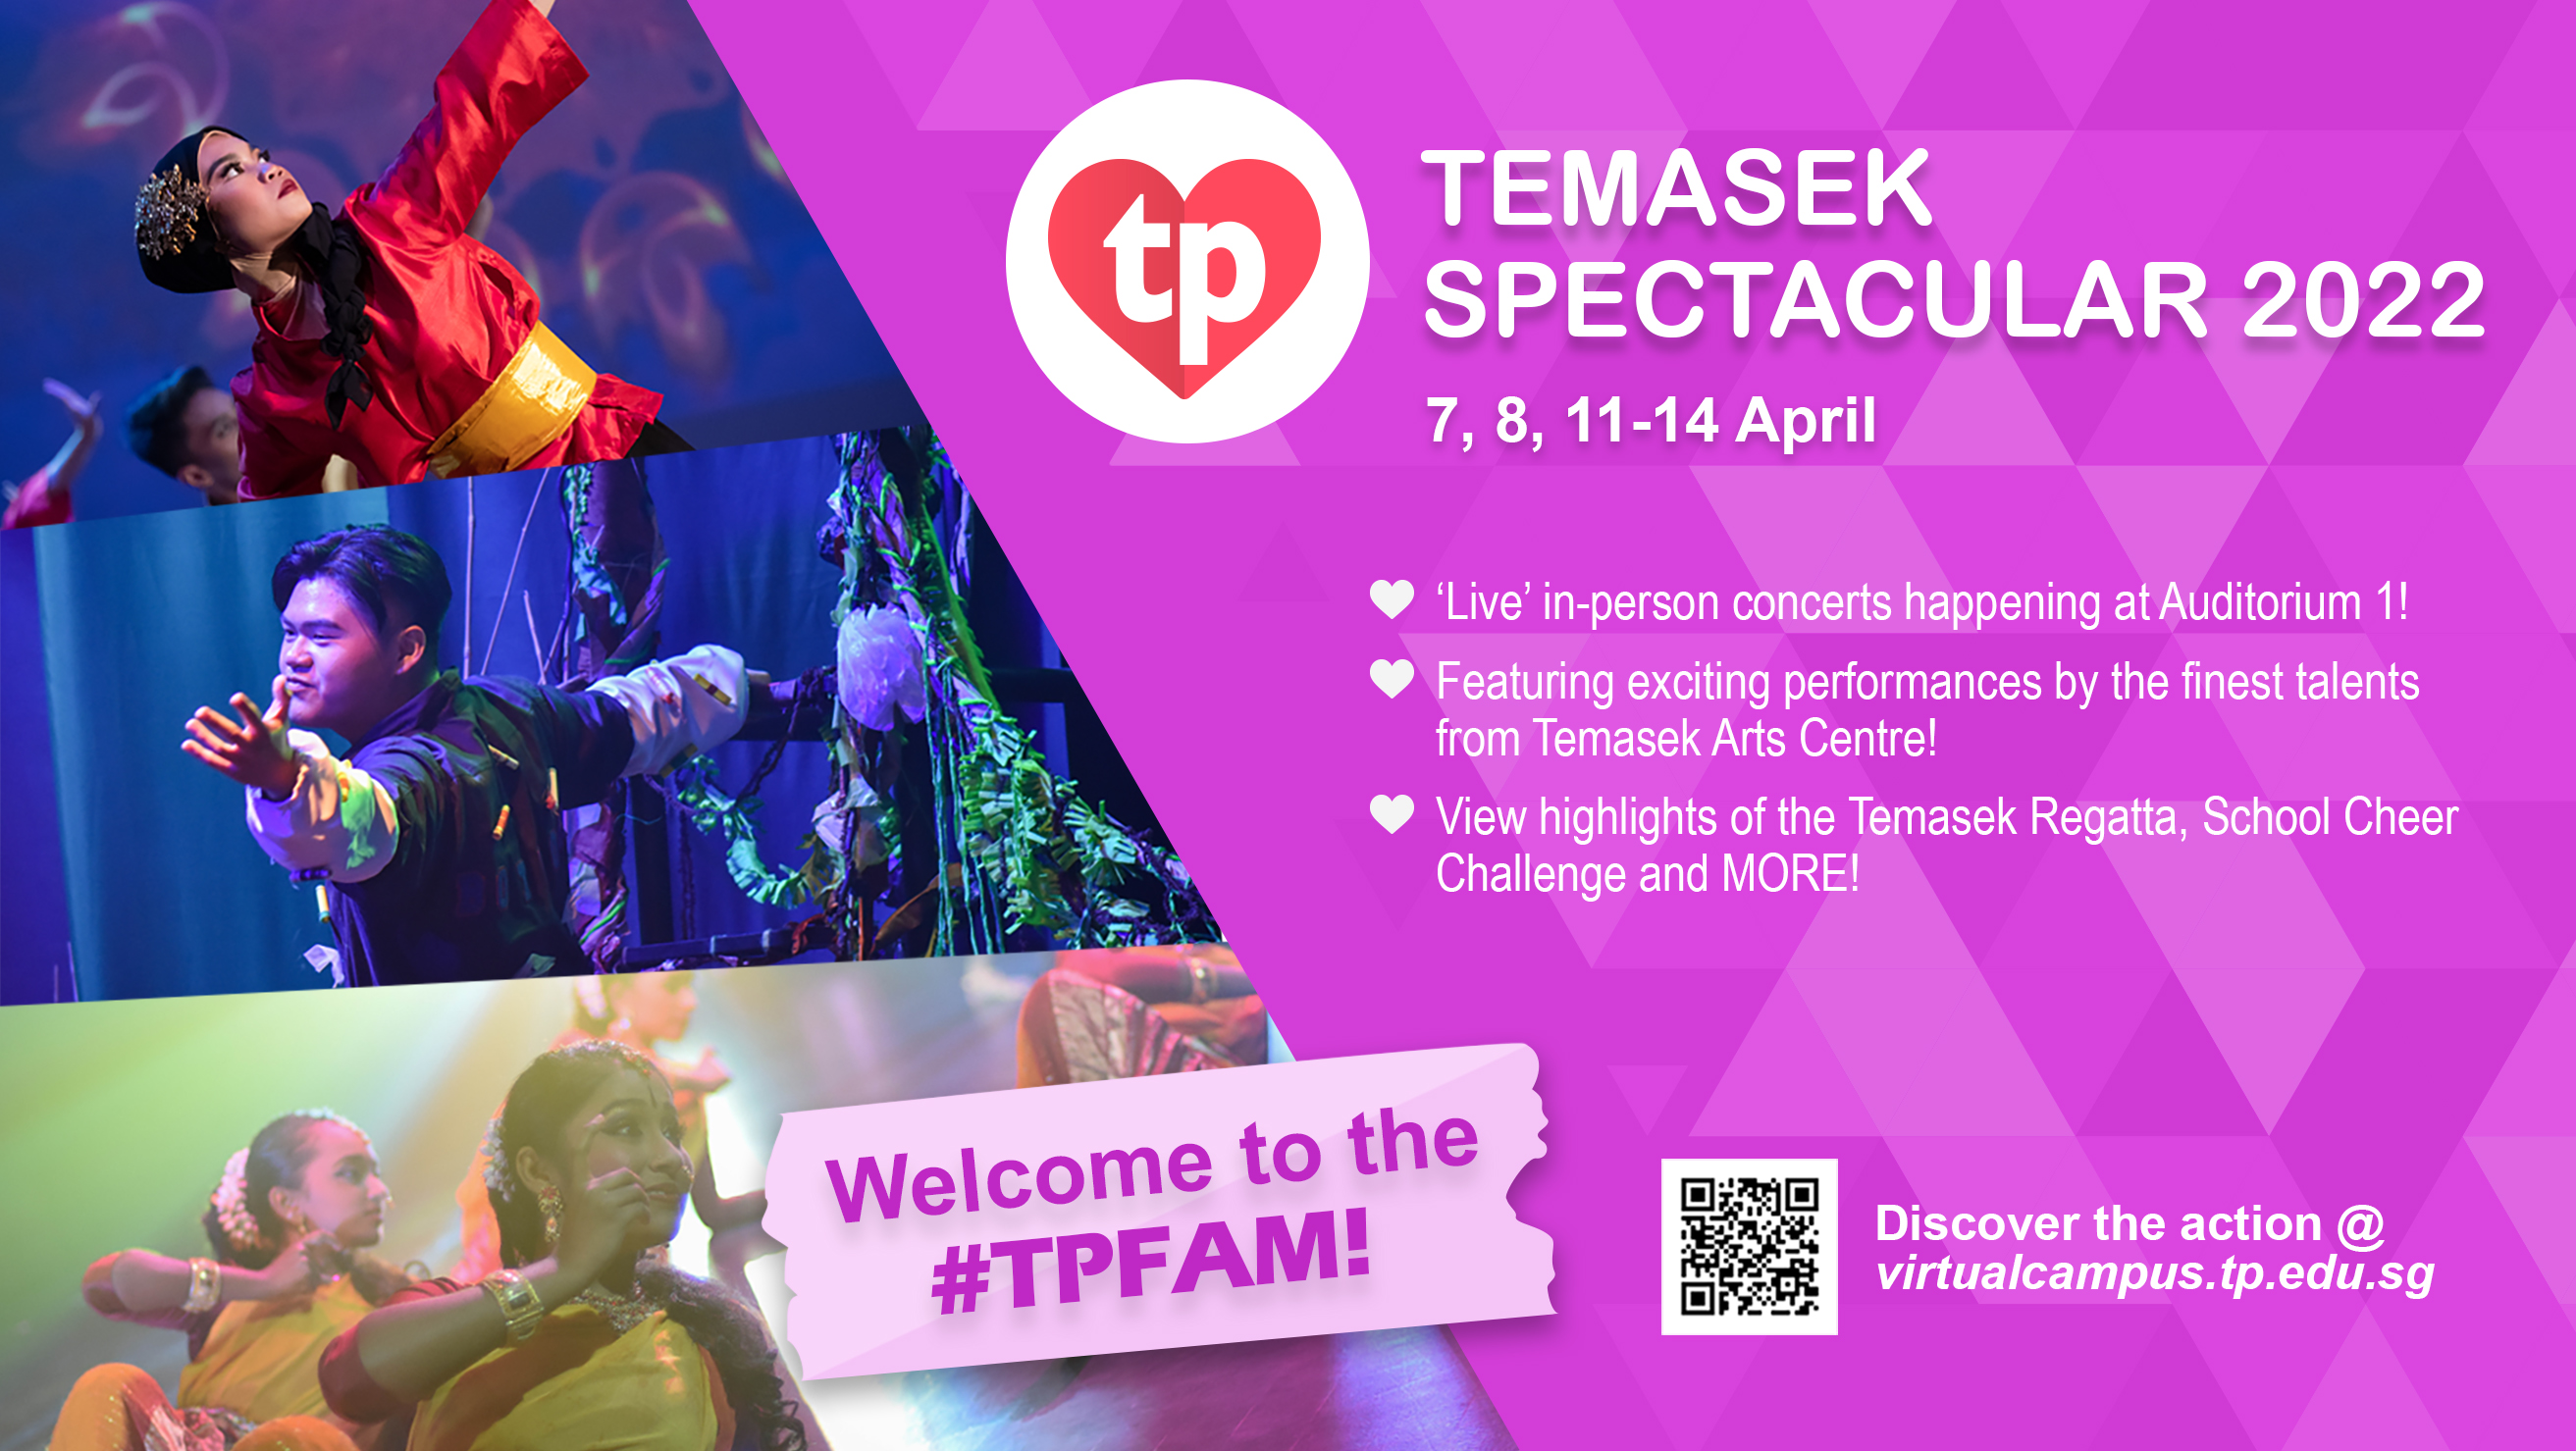 tp
TEMASEK
SPECTACULAR 2022
7, 8, 11-14 April
‘Live’ in-person concerts happening at Auditorium 1!
Featuring exciting performances by the finest talents
from Temasek Arts Centre!
View highlights of the Temasek Regatta, School Cheer
Challenge and MORE!
Welcome to the
#TPFAM!
Discover the action @
virtualcampus.tp.edu.sg